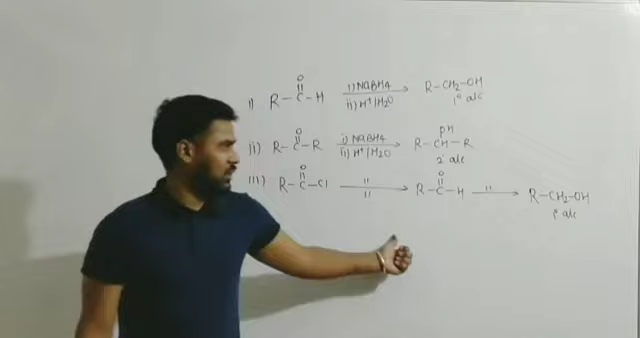 i) R-C(=O)-H i) NaBH4 ii) H⁺/H2O → R-CH2-OH
1° alc
ii) R-C(=O)-R i) NaBH4 ii) H⁺/H2O → R-CH(OH)-R
2° alc
iii) R-C(=O)-Cl " " → R-C(=O)-H " → R-CH2-OH
1° alc